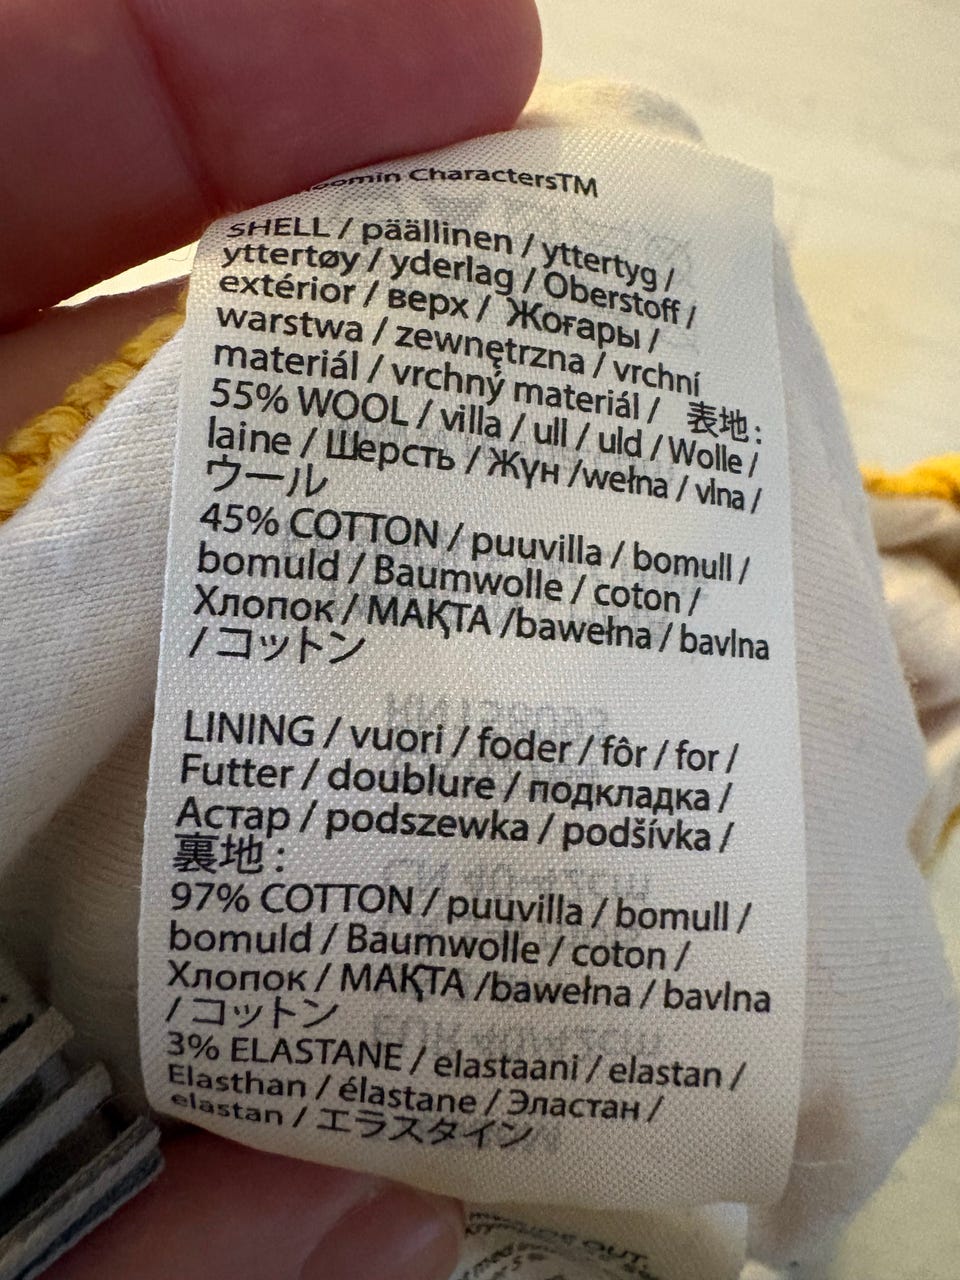 CharactersTM
SHELL / päällinen / yttertyg /
yttertøy / yderlag / Oberstoff /
extérior / верх / Жоғары /
warstwa / zewnętrzna / vrchní
materiál / vrchný materiál / 表地:
55% WOOL / villa / ull / uld / Wolle /
laine / Шерсть / Жүн /wełna / vlna /
ウール
45% COTTON / puuvilla / bomull /
bomuld / Baumwolle / coton /
Хлопок / МАҚТА /bawełna / bavlna
/ コットン
LINING / vuori / foder / fôr / for /
Futter / doublure / подкладка /
Астар / podszewka / podšívka /
裏地:
97% COTTON / puuvilla / bomull /
bomuld / Baumwolle / coton /
Хлопок / МАҚТА /bawełna / bavlna
/ コットン
3% ELASTANE / elastaani / elastan /
Elasthan / élastane / Эластан /
elastan / エラスタイン
OUT.